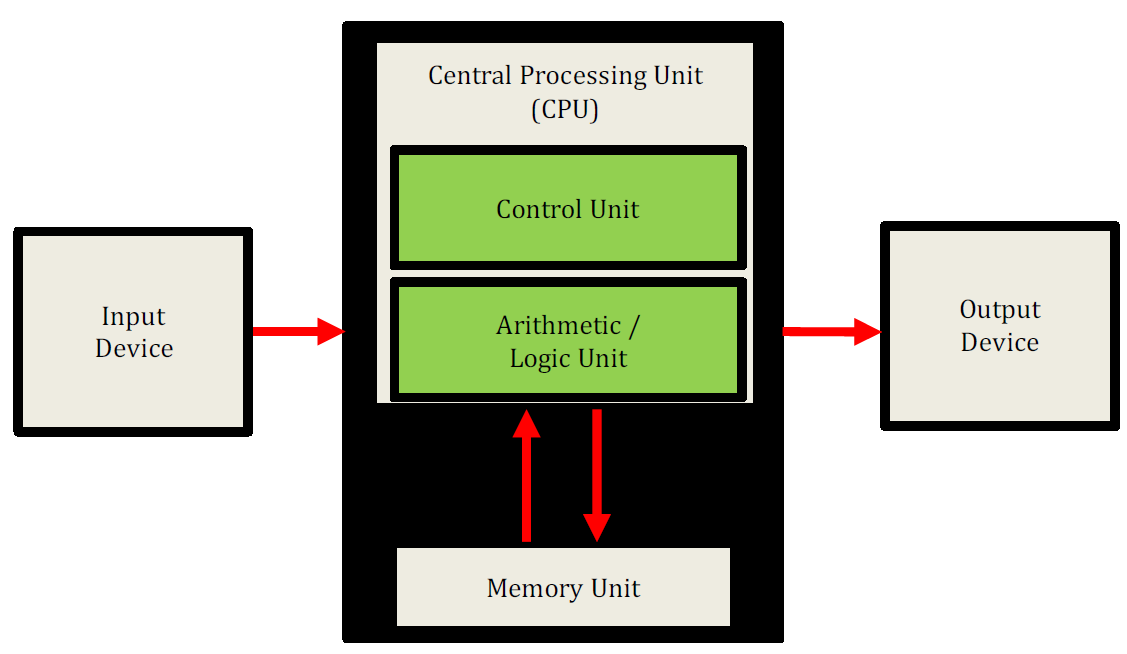 Central Processing Unit
(CPU)
Control Unit
Input
Device
Arithmetic /
Logic Unit
Output
Device
Memory Unit